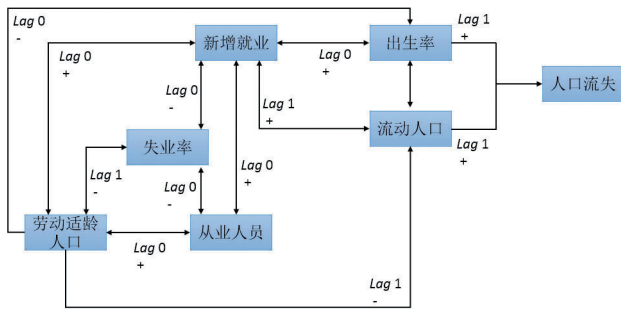 Lag 0
-
Lag 0
+
新增就业
Lag 0
+
出生率
Lag 1
+
人口流失
Lag 0
-
Lag 1
+
流动人口
Lag 1
+
失业率
Lag 1
-
Lag 0
-
Lag 0
+
劳动适龄
人口
Lag 0
+
从业人员
Lag 1
-